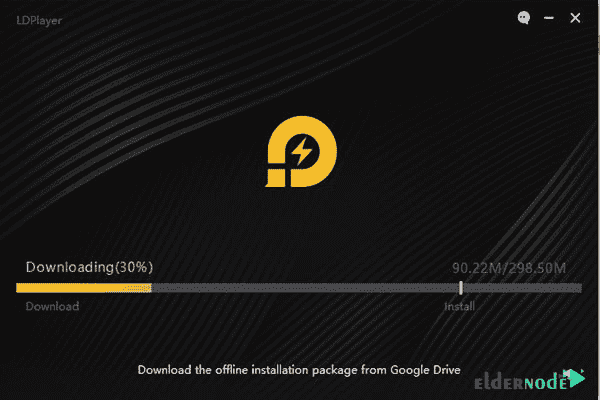 LDPlayer
Downloading(30%)
90.22M/298.50M
Download
Install
Download the offline installation package from Google Drive
elderNODE